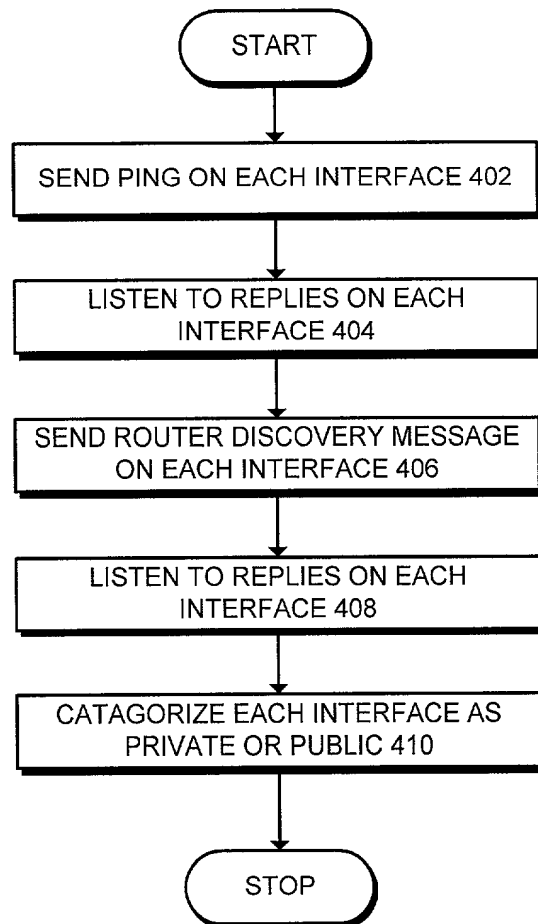 START
SEND PING ON EACH INTERFACE 402
LISTEN TO REPLIES ON EACH
INTERFACE 404
SEND ROUTER DISCOVERY MESSAGE
ON EACH INTERFACE 406
LISTEN TO REPLIES ON EACH
INTERFACE 408
CATAGORIZE EACH INTERFACE AS
PRIVATE OR PUBLIC 410
STOP